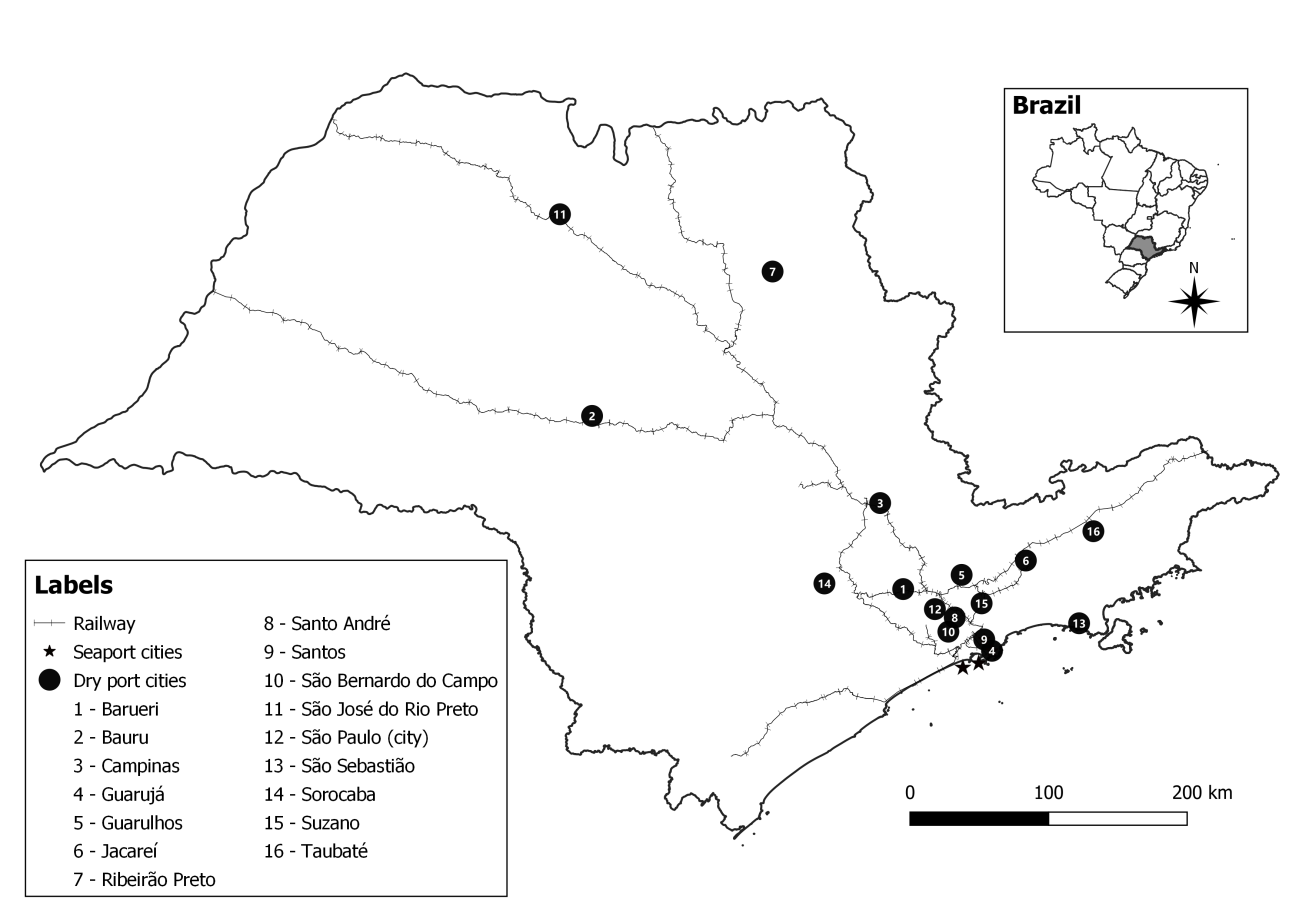 Brazil
N
11
7
2
3
16
6
5
14
1
15
12
8
10
9
13
4
0 100 200 km
Labels
Railway
Seaport cities
Dry port cities
1 - Barueri
2 - Bauru
3 - Campinas
4 - Guarujá
5 - Guarulhos
6 - Jacareí
7 - Ribeirão Preto
8 - Santo André
9 - Santos
10 - São Bernardo do Campo
11 - São José do Rio Preto
12 - São Paulo (city)
13 - São Sebastião
14 - Sorocaba
15 - Suzano
16 - Taubaté